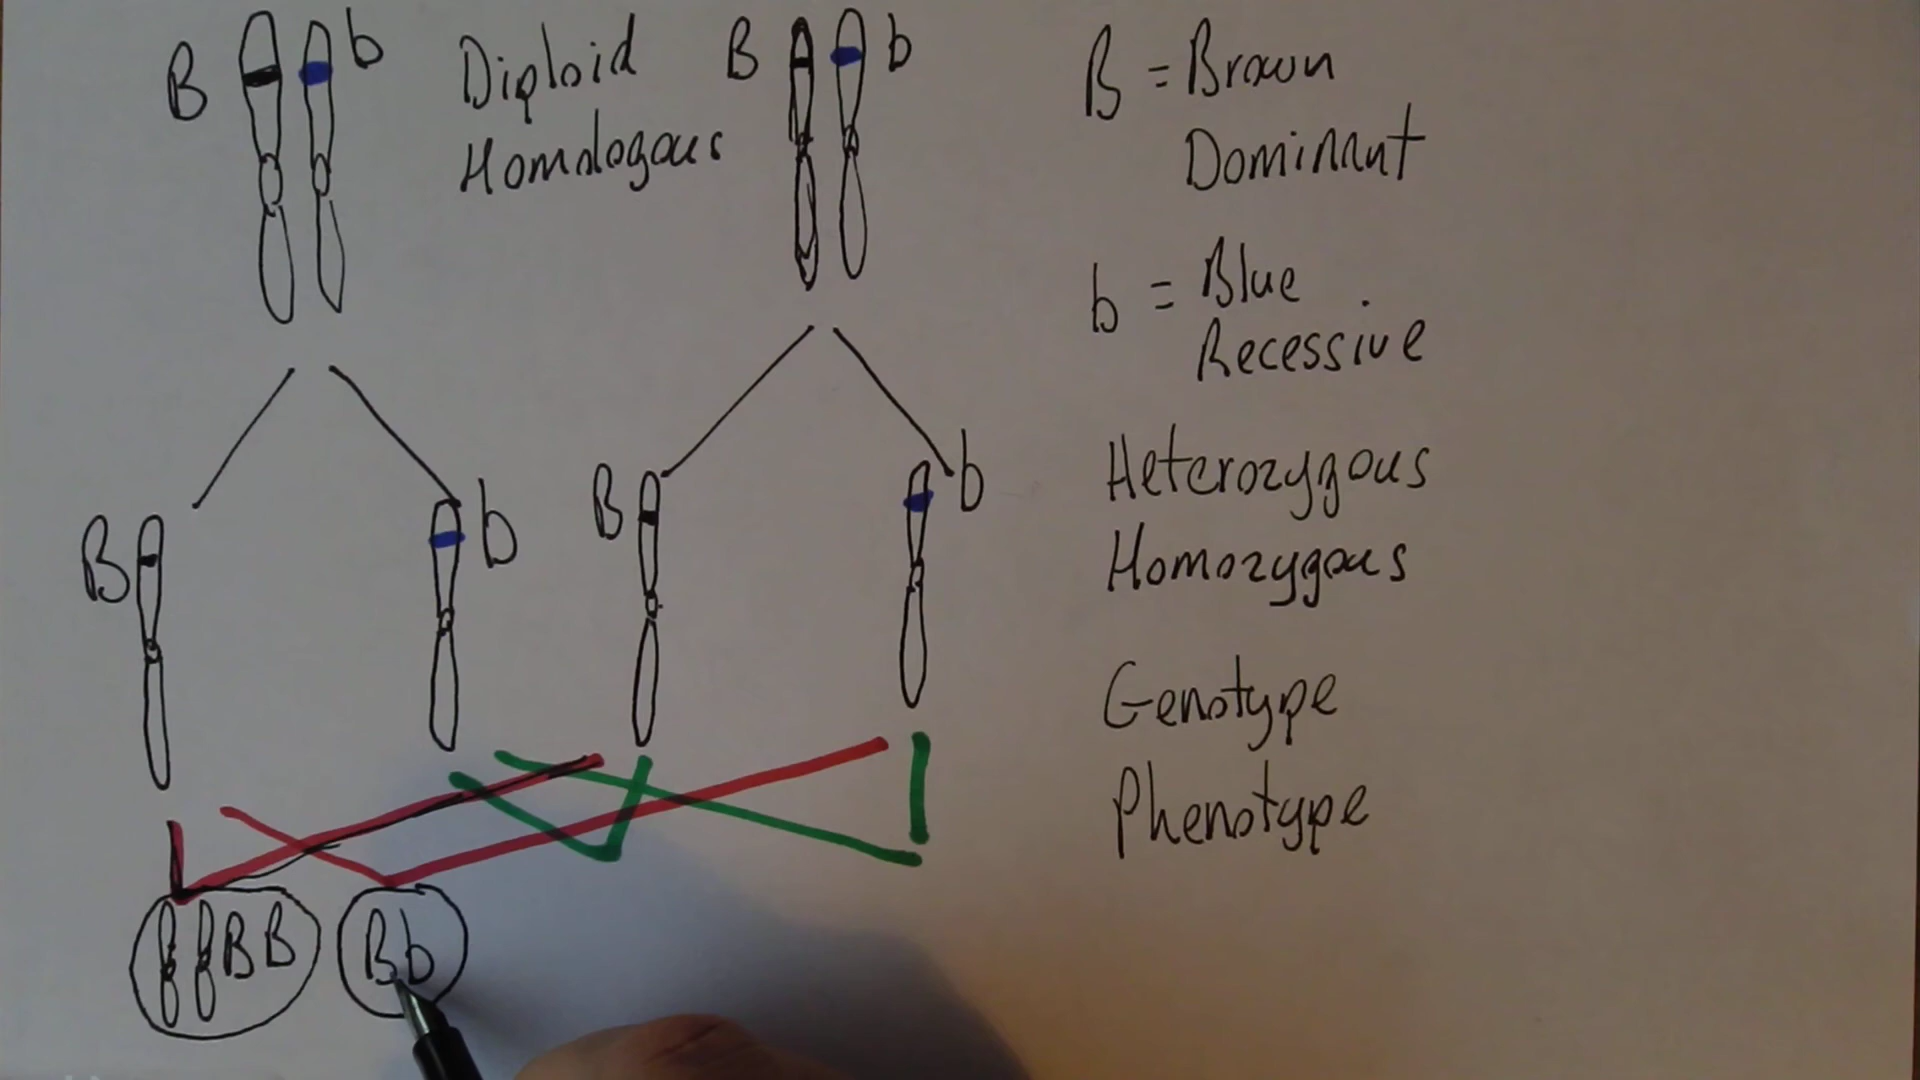 B b Diploid B b
Homologous
B = Brown
Dominant
b = Blue
Recessive
Heterozygous
Homozygous
B b B b
Genotype
Phenotype
BB Bb